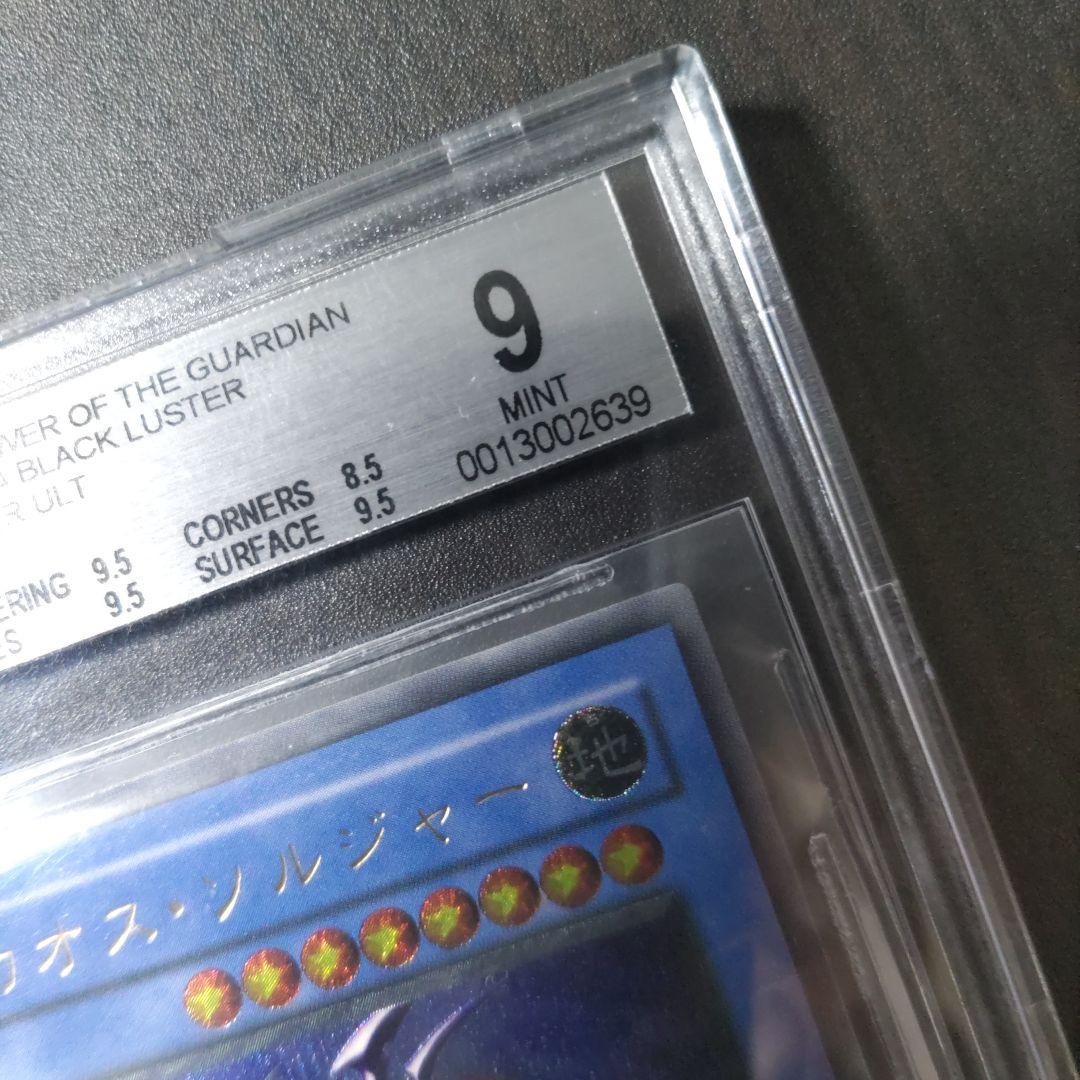 OF THE GUARDIAN
BLACK LUSTER
ULT
9.5
9.5
CORNERS 8.5
SURFACE 9.5
9
MINT
0013002639
カオス・ソルジャー
地